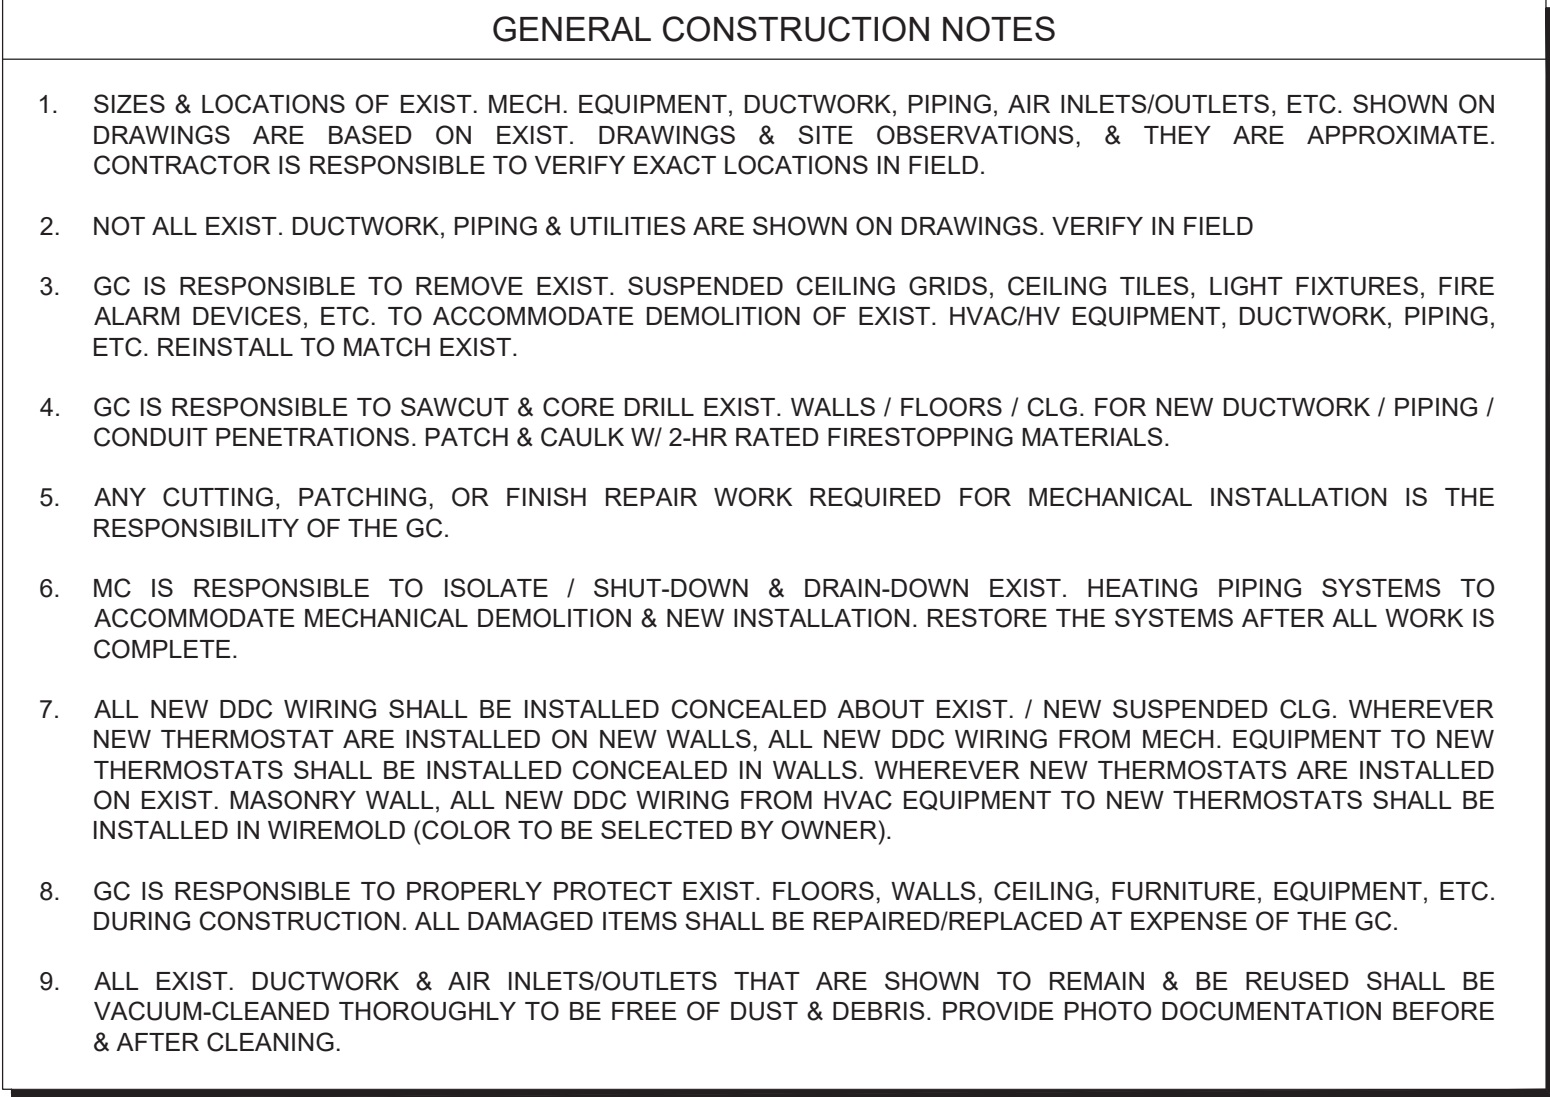 GENERAL CONSTRUCTION NOTES
1. SIZES & LOCATIONS OF EXIST. MECH. EQUIPMENT, DUCTWORK, PIPING, AIR INLETS/OUTLETS, ETC. SHOWN ON
DRAWINGS ARE BASED ON EXIST. DRAWINGS & SITE OBSERVATIONS, & THEY ARE APPROXIMATE.
CONTRACTOR IS RESPONSIBLE TO VERIFY EXACT LOCATIONS IN FIELD.
2. NOT ALL EXIST. DUCTWORK, PIPING & UTILITIES ARE SHOWN ON DRAWINGS. VERIFY IN FIELD
3. GC IS RESPONSIBLE TO REMOVE EXIST. SUSPENDED CEILING GRIDS, CEILING TILES, LIGHT FIXTURES, FIRE
ALARM DEVICES, ETC. TO ACCOMMODATE DEMOLITION OF EXIST. HVAC/HV EQUIPMENT, DUCTWORK, PIPING,
ETC. REINSTALL TO MATCH EXIST.
4. GC IS RESPONSIBLE TO SAWCUT & CORE DRILL EXIST. WALLS / FLOORS / CLG. FOR NEW DUCTWORK / PIPING /
CONDUIT PENETRATIONS. PATCH & CAULK W/ 2-HR RATED FIRESTOPPING MATERIALS.
5. ANY CUTTING, PATCHING, OR FINISH REPAIR WORK REQUIRED FOR MECHANICAL INSTALLATION IS THE
RESPONSIBILITY OF THE GC.
6. MC IS RESPONSIBLE TO ISOLATE / SHUT-DOWN & DRAIN-DOWN EXIST. HEATING PIPING SYSTEMS TO
ACCOMMODATE MECHANICAL DEMOLITION & NEW INSTALLATION. RESTORE THE SYSTEMS AFTER ALL WORK IS
COMPLETE.
7. ALL NEW DDC WIRING SHALL BE INSTALLED CONCEALED ABOUT EXIST. / NEW SUSPENDED CLG. WHEREVER
NEW THERMOSTAT ARE INSTALLED ON NEW WALLS, ALL NEW DDC WIRING FROM MECH. EQUIPMENT TO NEW
THERMOSTATS SHALL BE INSTALLED CONCEALED IN WALLS. WHEREVER NEW THERMOSTATS ARE INSTALLED
ON EXIST. MASONRY WALL, ALL NEW DDC WIRING FROM HVAC EQUIPMENT TO NEW THERMOSTATS SHALL BE
INSTALLED IN WIREMOLD (COLOR TO BE SELECTED BY OWNER).
8. GC IS RESPONSIBLE TO PROPERLY PROTECT EXIST. FLOORS, WALLS, CEILING, FURNITURE, EQUIPMENT, ETC.
DURING CONSTRUCTION. ALL DAMAGED ITEMS SHALL BE REPAIRED/REPLACED AT EXPENSE OF THE GC.
9. ALL EXIST. DUCTWORK & AIR INLETS/OUTLETS THAT ARE SHOWN TO REMAIN & BE REUSED SHALL BE
VACUUM-CLEANED THOROUGHLY TO BE FREE OF DUST & DEBRIS. PROVIDE PHOTO DOCUMENTATION BEFORE
& AFTER CLEANING.